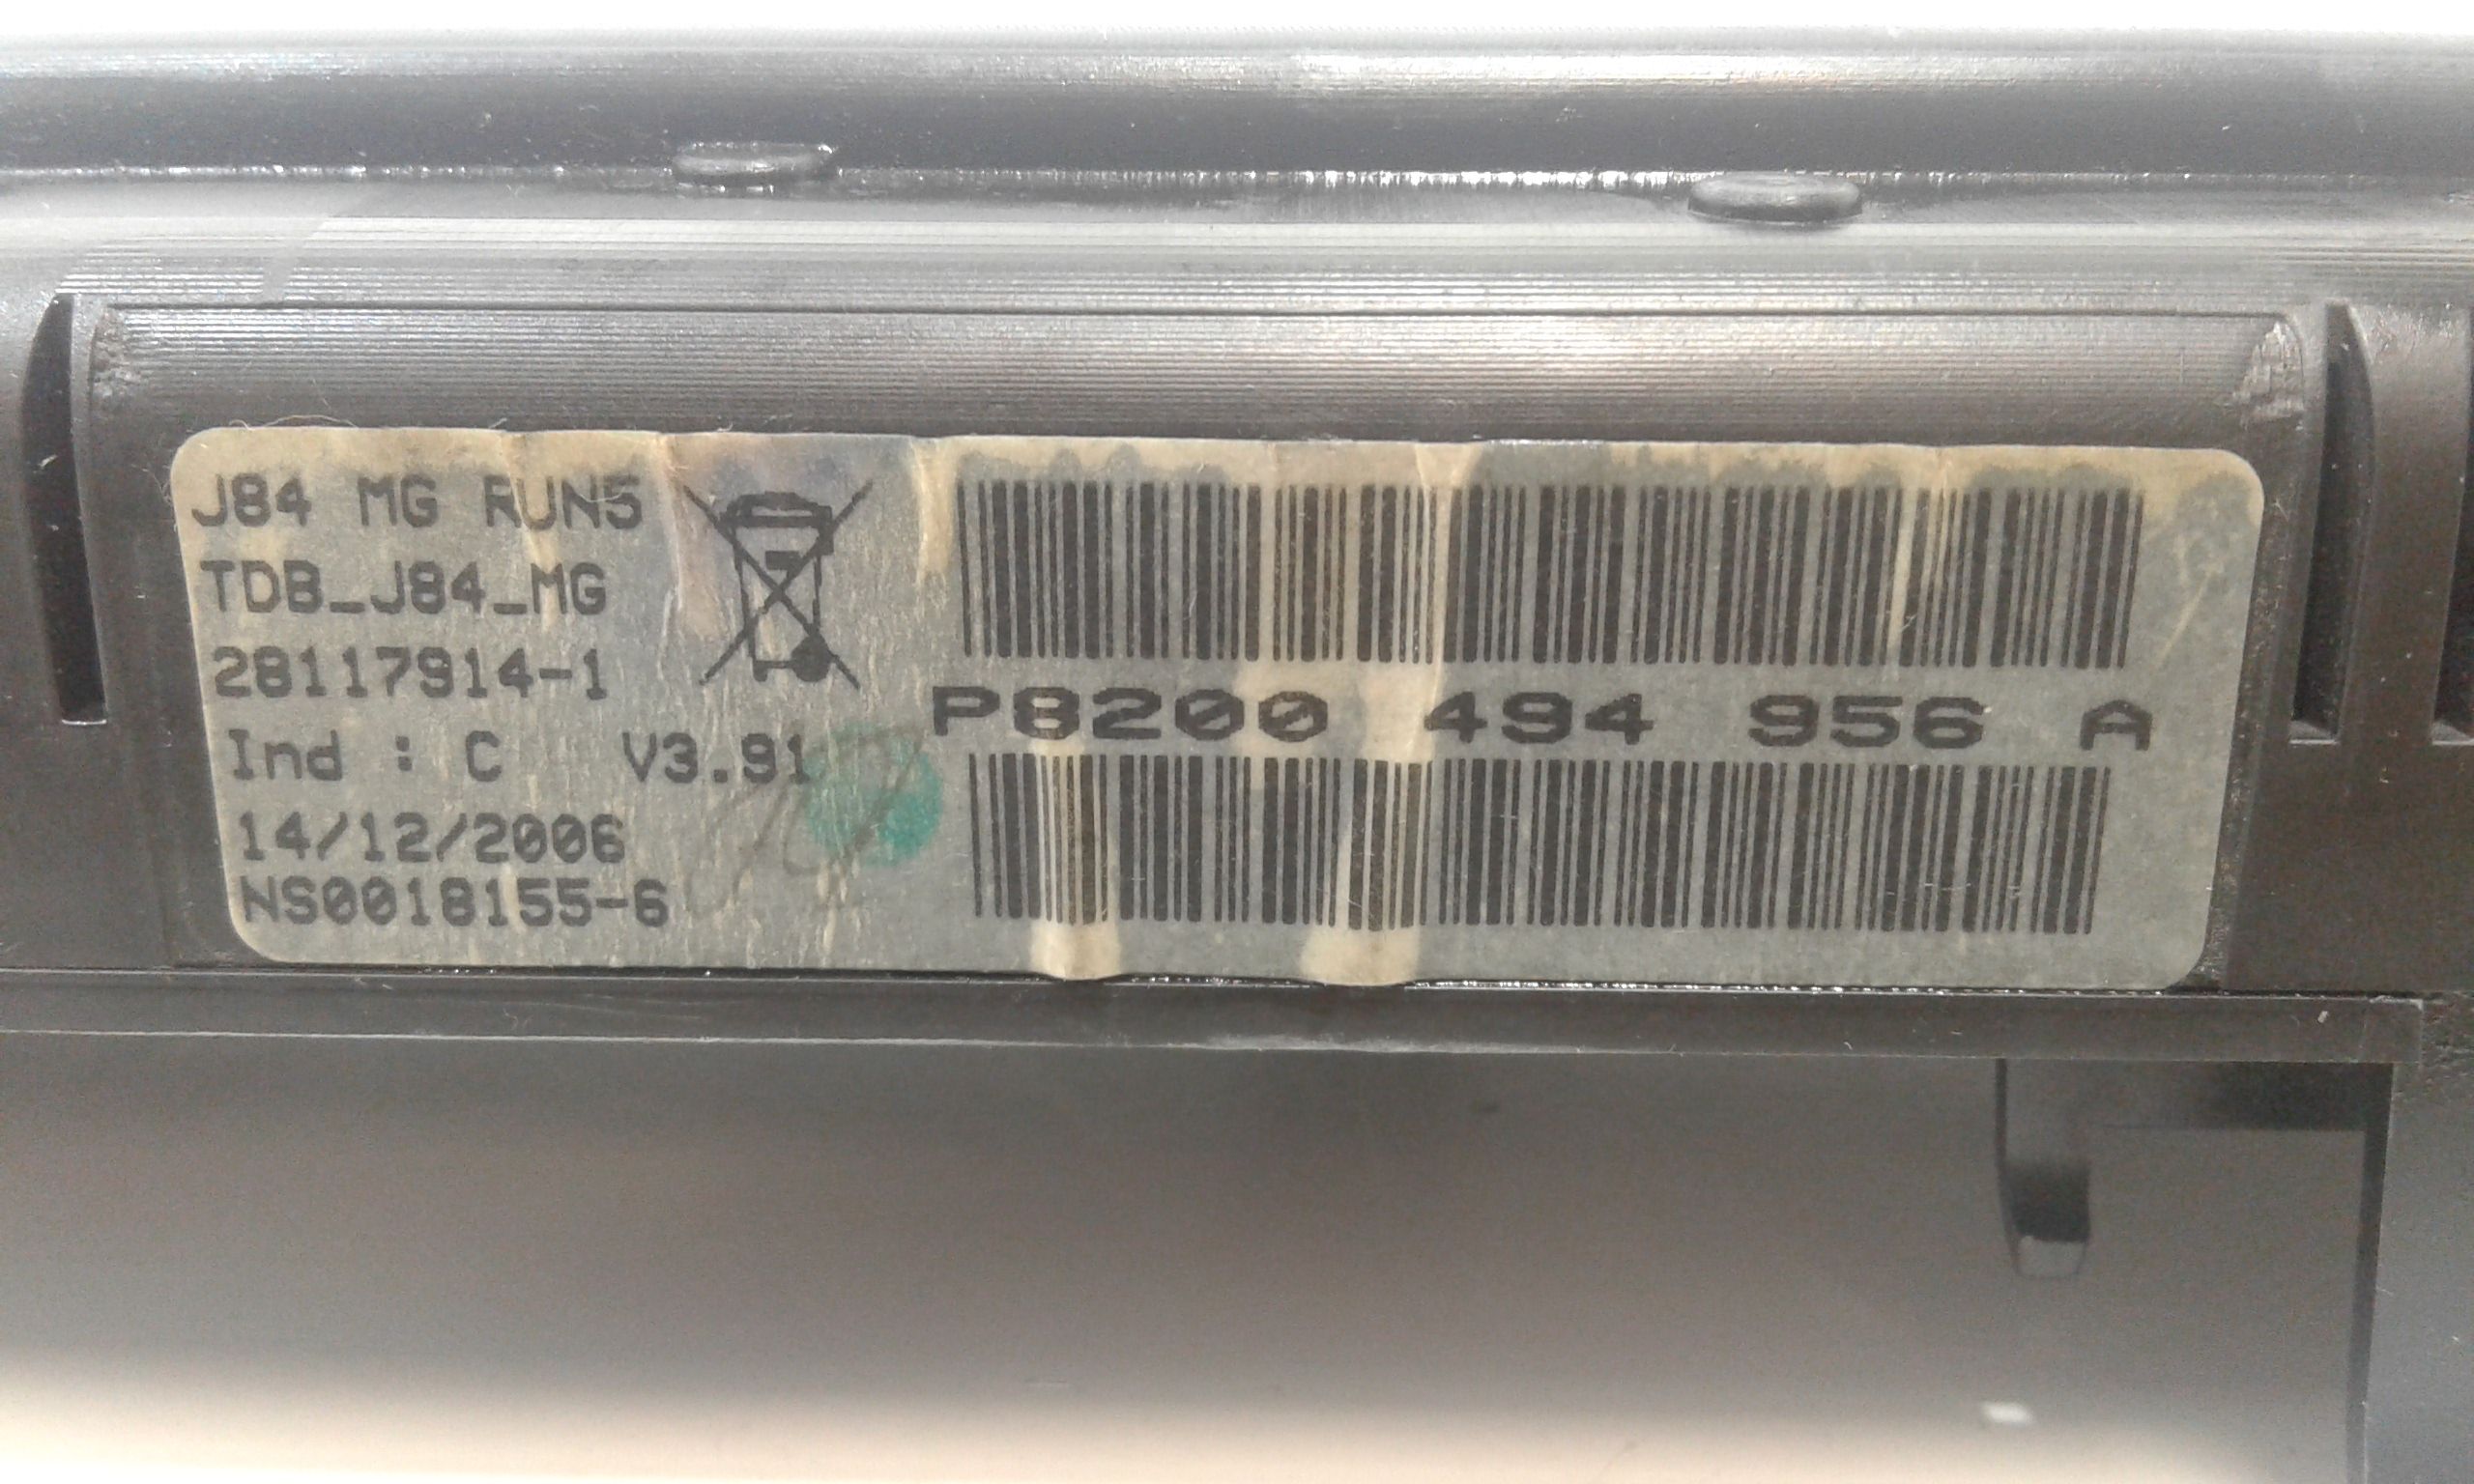 J84 MG RUN5
TDB_J84_MG
28117914-1
Ind : C V3.91
14/12/2006
NS0018155-6
P8200 494 956 A